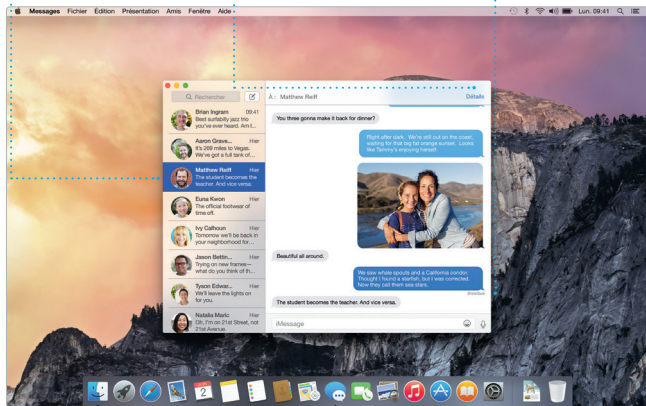 Messages Fichier Édition Présentation Amis Fenêtre Aide
Lun. 09:41
Rechercher
Brian Ingram 09:41
Best surfabilly jazz trio
you've ever heard. Am I...
Aaron Grave... Hier
It's 269 miles to Vegas.
We've got a full tank of...
Matthew Reiff Hier
The student becomes the
teacher. And vice versa.
Euna Kwon Hier
The official footwear of
time off.
Ivy Calhoun Hier
Tomorrow we'll be back in
your neighborhood for...
Jason Bettin... Hier
Trying on new frames—
what do you think of th...
Tyson Edwar... Hier
We'll leave the lights on
for you.
Natalia Maric Hier
Oh, I'm on 21st Street, not
21st Avenue.
À : Matthew Reiff
Détails
You three gonna make it back for dinner?
Right after dark. We're still out on the coast,
waiting for that big fat orange sunset. Looks
like Tammy's enjoying herself.
Beautiful all around.
We saw whale spouts and a California condor.
Thought I found a starfish, but I was corrected.
Now they call them sea stars.
The student becomes the teacher. And vice versa.
iMessage
2